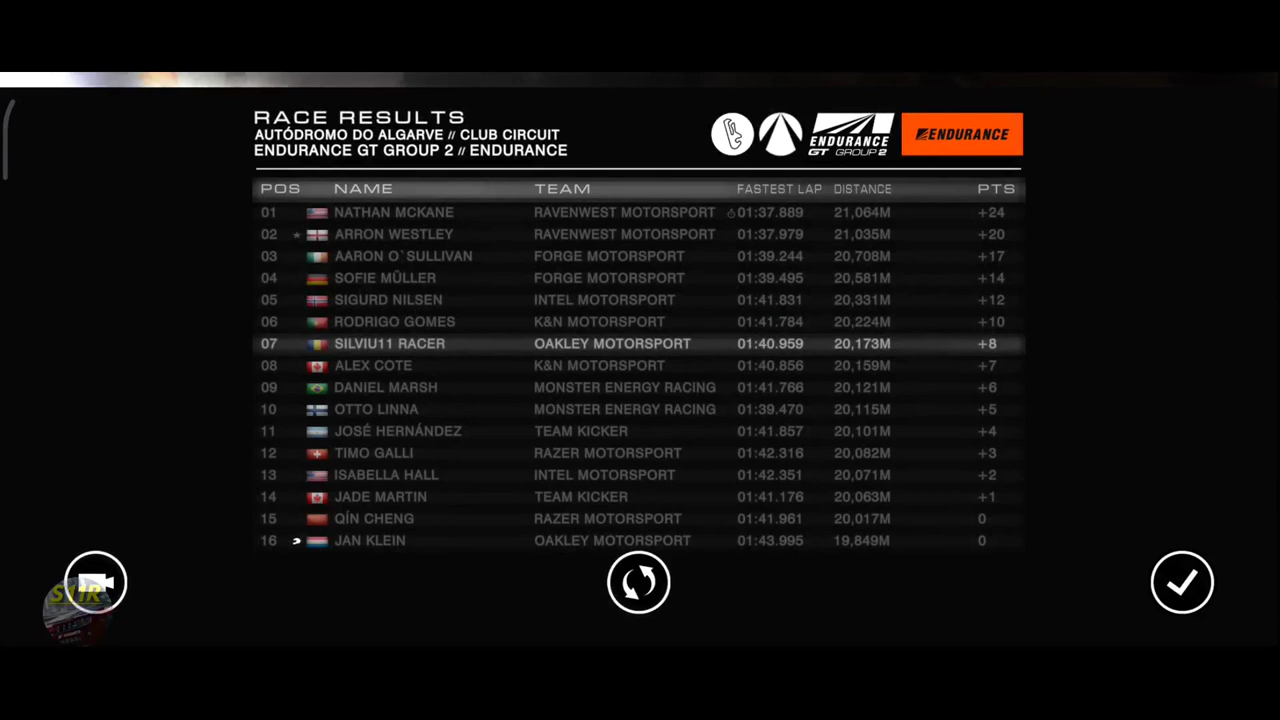 RACE RESULTS
AUTÓDROMO DO ALGARVE // CLUB CIRCUIT
ENDURANCE GT GROUP 2 // ENDURANCE
ENDURANCE
GT GROUP 2
ENDURANCE
POS NAME TEAM FASTEST LAP DISTANCE PTS
01 NATHAN MCKANE RAVENWEST MOTORSPORT 01:37.889 21,064M +24
02 ARRON WESTLEY RAVENWEST MOTORSPORT 01:37.979 21,035M +20
03 AARON O`SULLIVAN FORGE MOTORSPORT 01:39.244 20,708M +17
04 SOFIE MÜLLER FORGE MOTORSPORT 01:39.495 20,581M +14
05 SIGURD NILSEN INTEL MOTORSPORT 01:41.831 20,331M +12
06 RODRIGO GOMES K&N MOTORSPORT 01:41.784 20,224M +10
07 SILVIU11 RACER OAKLEY MOTORSPORT 01:40.959 20,173M +8
08 ALEX COTE K&N MOTORSPORT 01:40.856 20,159M +7
09 DANIEL MARSH MONSTER ENERGY RACING 01:41.766 20,121M +6
10 OTTO LINNA MONSTER ENERGY RACING 01:39.470 20,115M +5
11 JOSÉ HERNÁNDEZ TEAM KICKER 01:41.857 20,101M +4
12 TIMO GALLI RAZER MOTORSPORT 01:42.316 20,082M +3
13 ISABELLA HALL INTEL MOTORSPORT 01:42.351 20,071M +2
14 JADE MARTIN TEAM KICKER 01:41.176 20,063M +1
15 QÍN CHENG RAZER MOTORSPORT 01:41.961 20,017M 0
16 JAN KLEIN OAKLEY MOTORSPORT 01:43.995 19,849M 0
S11R